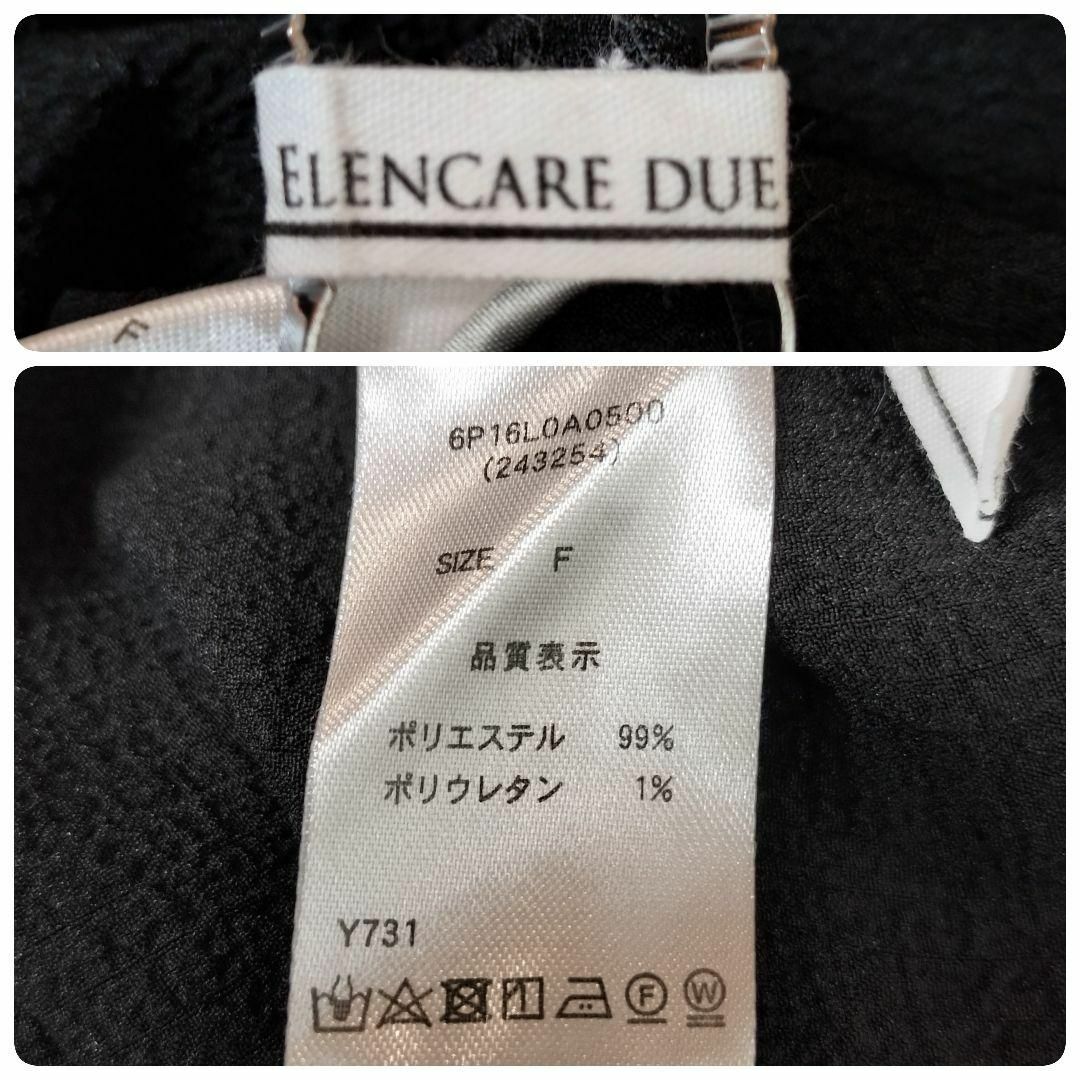 ELENCARE DUE
F
6P16L0A0500
(243254)
SIZE F
品質表示
ポリエステル 99%
ポリウレタン 1%
Y731
F W